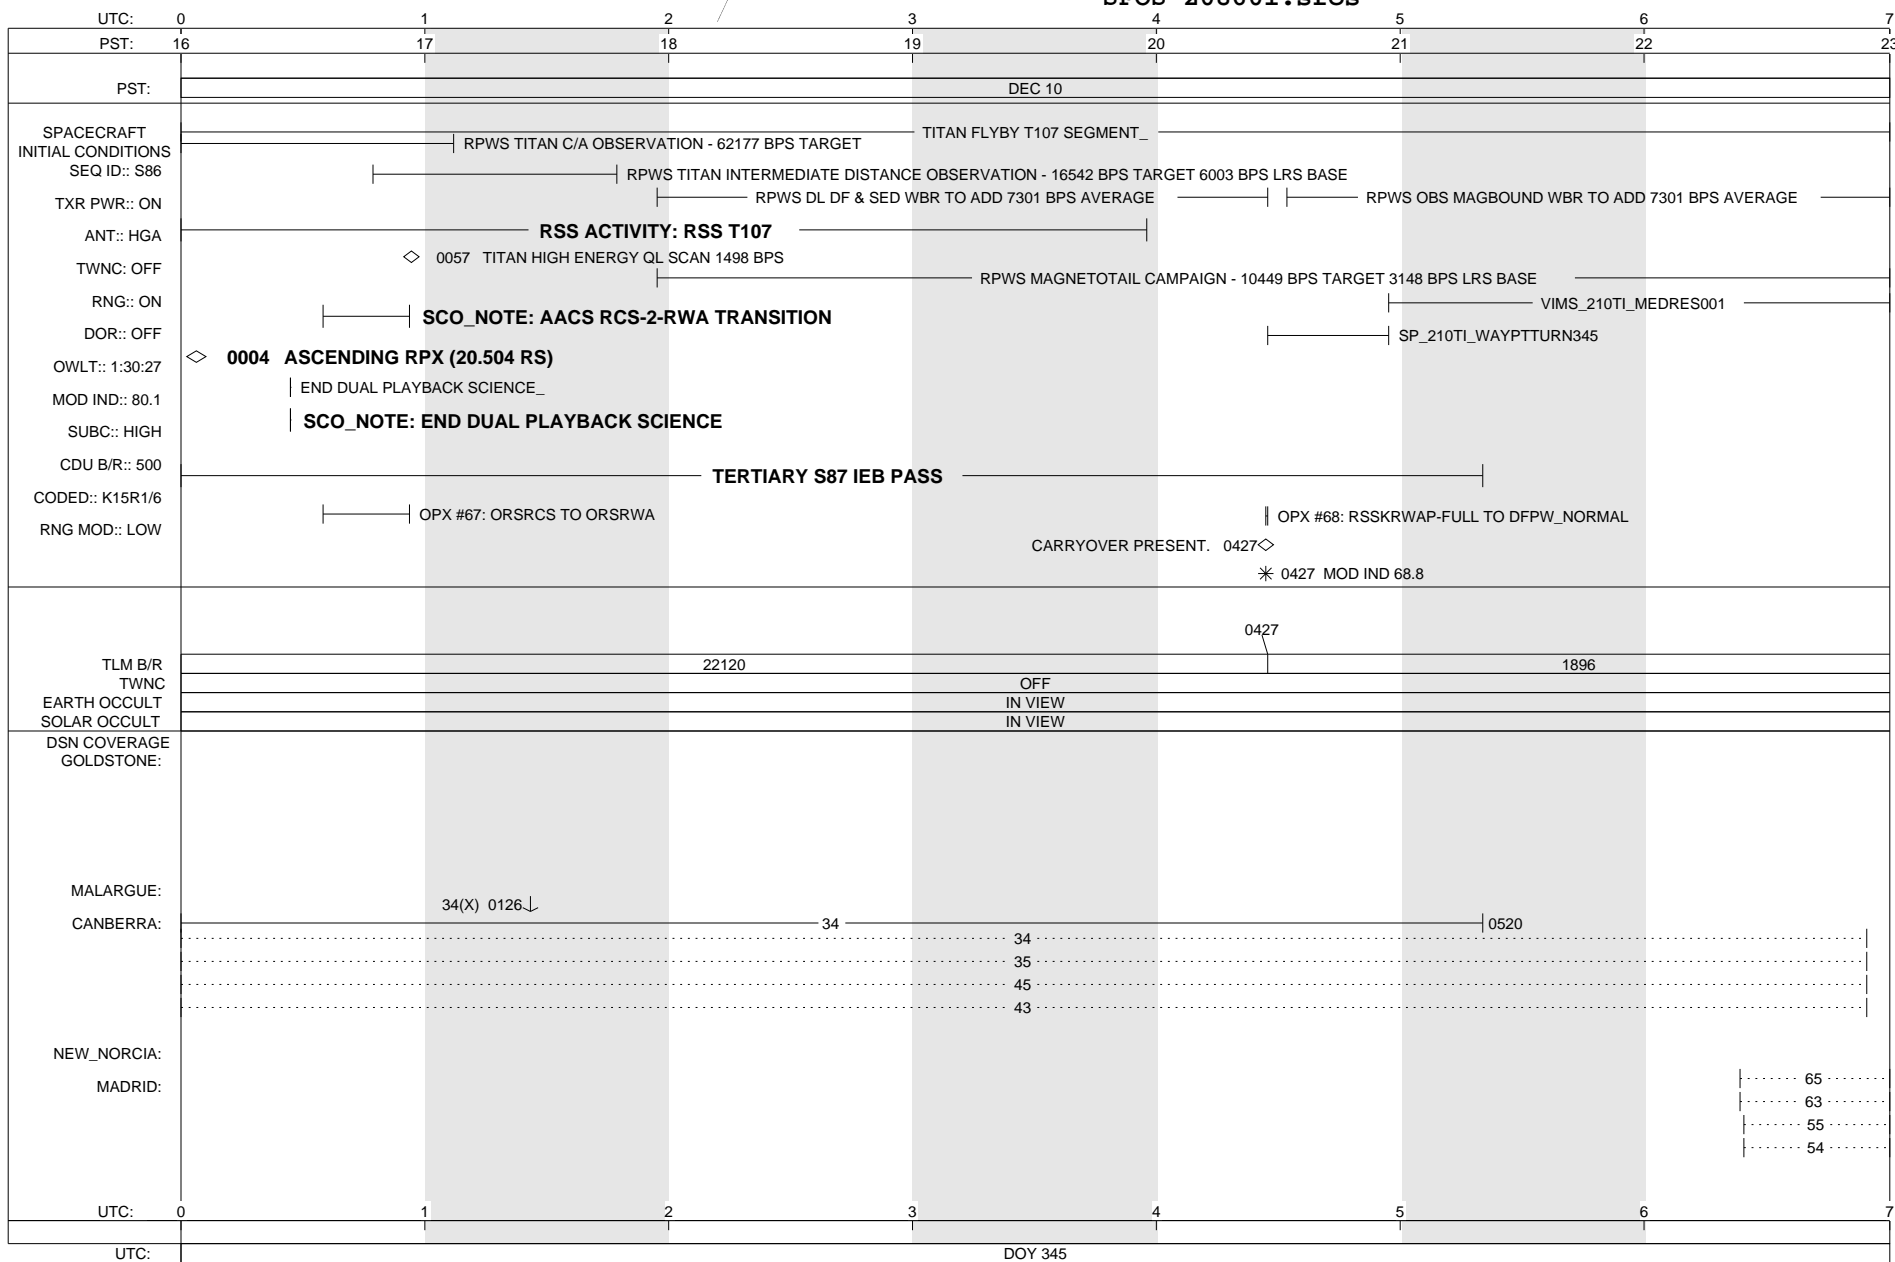 UTC: 0 1 2 3 4 5 6 7
PST: 16 17 18 19 20 21 22 23
PST: DEC 10
SPACECRAFT
INITIAL CONDITIONS
TITAN FLYBY T107 SEGMENT_
RPWS TITAN C/A OBSERVATION - 62177 BPS TARGET
SEQ ID:: S86
RPWS TITAN INTERMEDIATE DISTANCE OBSERVATION - 16542 BPS TARGET 6003 BPS LRS BASE
TXR PWR:: ON
RPWS DL DF & SED WBR TO ADD 7301 BPS AVERAGE
RPWS OBS MAGBOUND WBR TO ADD 7301 BPS AVERAGE
ANT:: HGA
RSS ACTIVITY: RSS T107
0057 TITAN HIGH ENERGY QL SCAN 1498 BPS
TWNC: OFF
RPWS MAGNETOTAIL CAMPAIGN - 10449 BPS TARGET 3148 BPS LRS BASE
RNG:: ON
VIMS_210TI_MEDRES001
SCO_NOTE: AACS RCS-2-RWA TRANSITION
DOR:: OFF
SP_210TI_WAYPTTURN345
0004 ASCENDING RPX (20.504 RS)
OWLT:: 1:30:27
END DUAL PLAYBACK SCIENCE_
MOD IND:: 80.1
SCO_NOTE: END DUAL PLAYBACK SCIENCE
SUBC:: HIGH
CDU B/R:: 500
TERTIARY S87 IEB PASS
CODED:: K15R1/6
OPX #67: ORSRCS TO ORSRWA
OPX #68: RSSKRWAP-FULL TO DFPW_NORMAL
RNG MOD:: LOW
CARRYOVER PRESENT. 0427
0427 MOD IND 68.8
0427
TLM B/R 22120 1896
TWNC OFF
EARTH OCCULT IN VIEW
SOLAR OCCULT IN VIEW
DSN COVERAGE
GOLDSTONE:
MALARGUE:
34(X) 0126
CANBERRA: 34 0520
34
35
45
43
NEW_NORCIA:
MADRID:
65
63
55
54
UTC: 0 1 2 3 4 5 6 7
UTC: DOY 345